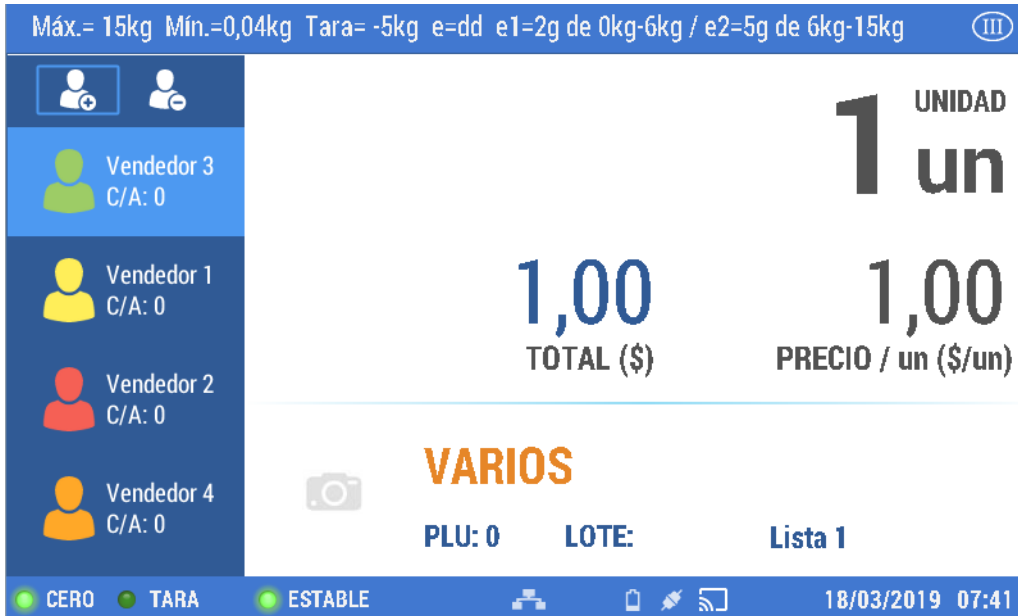 Máx.= 15kg Mín.=0,04kg Tara= -5kg e=dd e1=2g de 0kg-6kg / e2=5g de 6kg-15kg III
Vendedor 3
C/A: 0
Vendedor 1
C/A: 0
Vendedor 2
C/A: 0
Vendedor 4
C/A: 0
1 UNIDAD
un
1,00
TOTAL ($)
1,00
PRECIO / un ($/un)
VARIOS
PLU: 0 LOTE: Lista 1
CERO TARA ESTABLE 18/03/2019 07:41